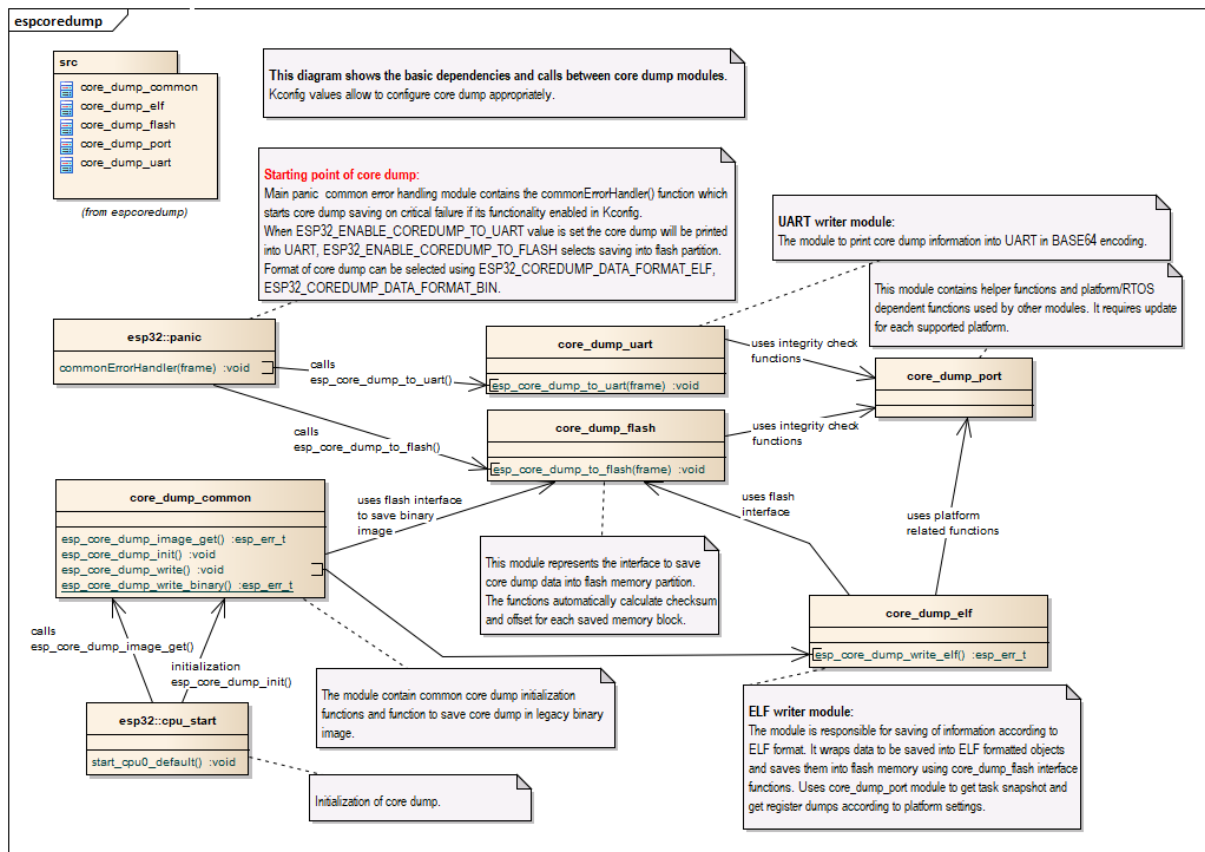 espcoredump
src
core_dump_common
core_dump_elf
core_dump_flash
core_dump_port
core_dump_uart
(from espcoredump)
This diagram shows the basic dependencies and calls between core dump modules.
Kconfig values allow to configure core dump appropriately.
Starting point of core dump:
Main panic common error handling module contains the commonErrorHandler() function which
starts core dump saving on critical failure if its functionality enabled in Kconfig.
When ESP32_ENABLE_COREDUMP_TO_UART value is set the core dump will be printed
into UART, ESP32_ENABLE_COREDUMP_TO_FLASH selects saving into flash partition.
Format of core dump can be selected using ESP32_COREDUMP_DATA_FORMAT_ELF,
ESP32_COREDUMP_DATA_FORMAT_BIN.
UART writer module:
The module to print core dump information into UART in BASE64 encoding.
This module contains helper functions and platform/RTOS
dependent functions used by other modules. It requires update
for each supported platform.
esp32::panic
commonErrorHandler(frame) :void
calls
esp_core_dump_to_uart()
core_dump_uart
esp_core_dump_to_uart(frame) :void
uses integrity check
functions
core_dump_port
calls
esp_core_dump_to_flash()
core_dump_flash
esp_core_dump_to_flash(frame) :void
uses integrity check
functions
core_dump_common
esp_core_dump_image_get() :esp_err_t
esp_core_dump_init() :void
esp_core_dump_write() :void
esp_core_dump_write_binary() :esp_err_t
uses flash interface
to save binary
image
uses flash
interface
uses platform
related functions
This module represents the interface to save
core dump data into flash memory partition.
The functions automatically calculate checksum
and offset for each saved memory block.
core_dump_elf
esp_core_dump_write_elf() :esp_err_t
calls
esp_core_dump_image_get()
initialization
esp_core_dump_init()
The module contain common core dump initialization
functions and function to save core dump in legacy binary
image.
esp32::cpu_start
start_cpu0_default() :void
Initialization of core dump.
ELF writer module:
The module is responsible for saving of information according to
ELF format. It wraps data to be saved into ELF formatted objects
and saves them into flash memory using core_dump_flash interface
functions. Uses core_dump_port module to get task snapshot and
get register dumps according to platform settings.